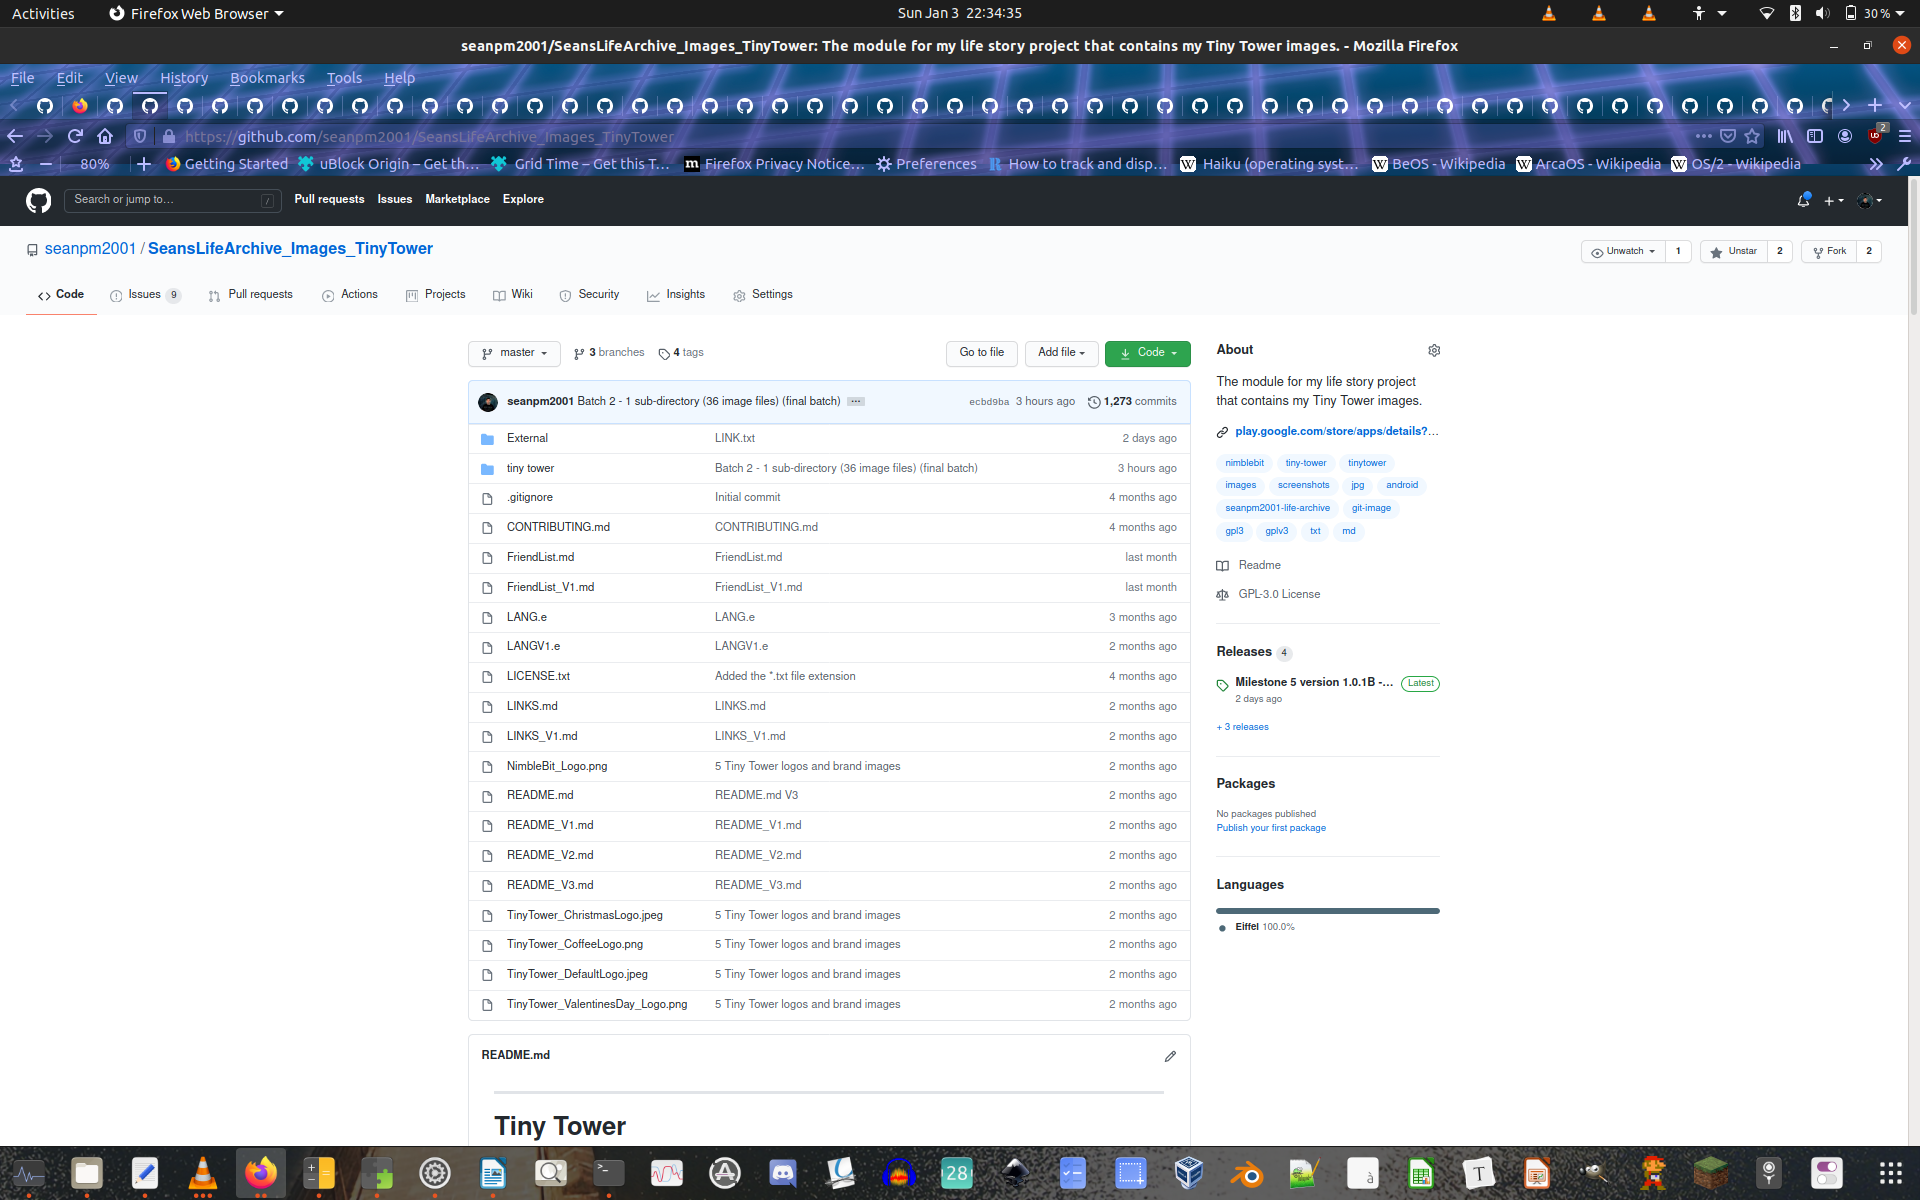 Activities Firefox Web Browser Sun Jan 3 22:34:35 30 %
seanpm2001/SeansLifeArchive_Images_TinyTower: The module for my life story project that contains my Tiny Tower images. - Mozilla Firefox
File Edit View History Bookmarks Tools Help
https://github.com/seanpm2001/SeansLifeArchive_Images_TinyTower 2
80% Getting Started uBlock Origin – Get th… Grid Time – Get this T… Firefox Privacy Notice… Preferences How to track and disp… Haiku (operating syst… BeOS - Wikipedia ArcaOS - Wikipedia OS/2 - Wikipedia
Search or jump to… / Pull requests Issues Marketplace Explore
seanpm2001 / SeansLifeArchive_Images_TinyTower Unwatch 1 Unstar 2 Fork 2
Code Issues 9 Pull requests Actions Projects Wiki Security Insights Settings
master 3 branches 4 tags Go to file Add file Code
seanpm2001 Batch 2 - 1 sub-directory (36 image files) (final batch) … ecbd9ba 3 hours ago 1,273 commits
External LINK.txt 2 days ago
tiny tower Batch 2 - 1 sub-directory (36 image files) (final batch) 3 hours ago
.gitignore Initial commit 4 months ago
CONTRIBUTING.md CONTRIBUTING.md 4 months ago
FriendList.md FriendList.md last month
FriendList_V1.md FriendList_V1.md last month
LANG.e LANG.e 3 months ago
LANGV1.e LANGV1.e 2 months ago
LICENSE.txt Added the *.txt file extension 4 months ago
LINKS.md LINKS.md 2 months ago
LINKS_V1.md LINKS_V1.md 2 months ago
NimbleBit_Logo.png 5 Tiny Tower logos and brand images 2 months ago
README.md README.md V3 2 months ago
README_V1.md README_V1.md 2 months ago
README_V2.md README_V2.md 2 months ago
README_V3.md README_V3.md 2 months ago
TinyTower_ChristmasLogo.jpeg 5 Tiny Tower logos and brand images 2 months ago
TinyTower_CoffeeLogo.png 5 Tiny Tower logos and brand images 2 months ago
TinyTower_DefaultLogo.jpeg 5 Tiny Tower logos and brand images 2 months ago
TinyTower_ValentinesDay_Logo.png 5 Tiny Tower logos and brand images 2 months ago
README.md
Tiny Tower
About
The module for my life story project
that contains my Tiny Tower images.
play.google.com/store/apps/details?…
nimblebit tiny-tower tinytower
images screenshots jpg android
seanpm2001-life-archive git-image
gpl3 gplv3 txt md
Readme
GPL-3.0 License
Releases 4
Milestone 5 version 1.0.1B -… Latest
2 days ago
+ 3 releases
Packages
No packages published
Publish your first package
Languages
Eiffel 100.0%
28